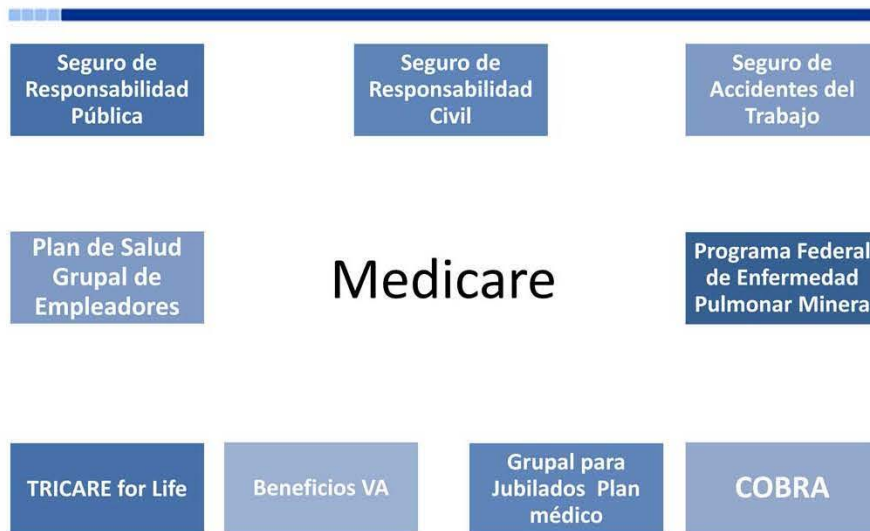 Seguro de
Responsabilidad
Pública
Seguro de
Responsabilidad
Civil
Seguro de
Accidentes del
Trabajo
Plan de Salud
Grupal de
Empleadores
Medicare
Programa Federal
de Enfermedad
Pulmonar Minera
TRICARE for Life
Beneficios VA
Grupal para
Jubilados Plan
médico
COBRA